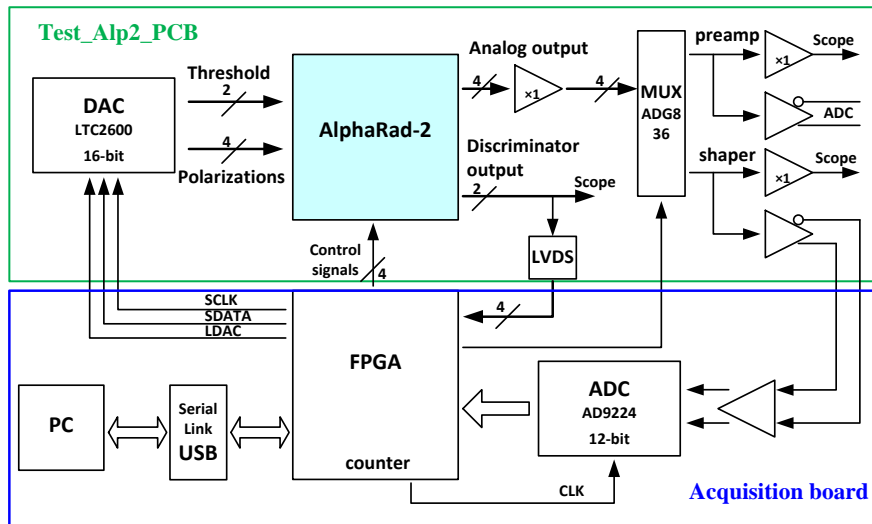 Test_Alp2_PCB
DAC
LTC2600
16-bit
Threshold
2
4
Polarizations
AlphaRad-2
Analog output
4
×1
4
Discriminator
output
2
Scope
LVDS
MUX
ADG8
36
preamp
×1
Scope
ADC
shaper
×1
Scope
Control
signals
4
SCLK
SDATA
LDAC
FPGA
counter
4
PC
Serial
Link
USB
ADC
AD9224
12-bit
CLK
Acquisition board